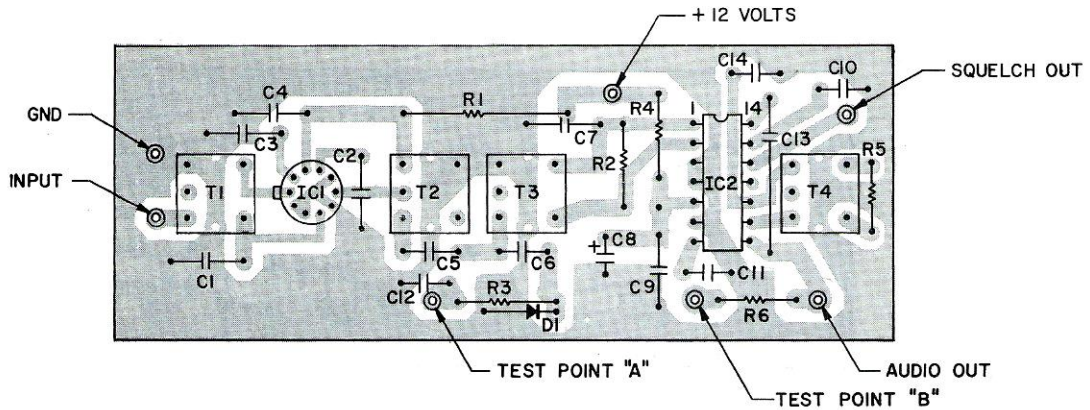 + 12 VOLTS
C14
C10
SQUELCH OUT
GND
C4
R1
R4
1
14
C3
C7
C13
C2
R2
R5
INPUT
T1
IC1
T2
T3
IC2
T4
C1
C5
C6
+
C8
C9
C11
C12
R3
D1
R6
TEST POINT "A"
AUDIO OUT
TEST POINT "B"